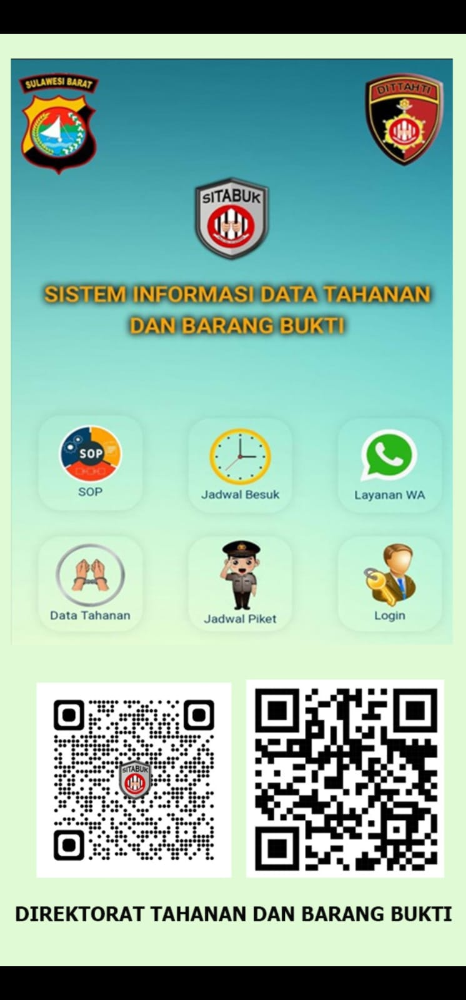 SULAWESI BARAT
DITTAHTI
SITABUK
SISTEM INFORMASI DATA TAHANAN
DAN BARANG BUKTI
SOP
SOP
Jadwal Besuk
Layanan WA
Data Tahanan
Jadwal Piket
Login
SITABUK
DIREKTORAT TAHANAN DAN BARANG BUKTI